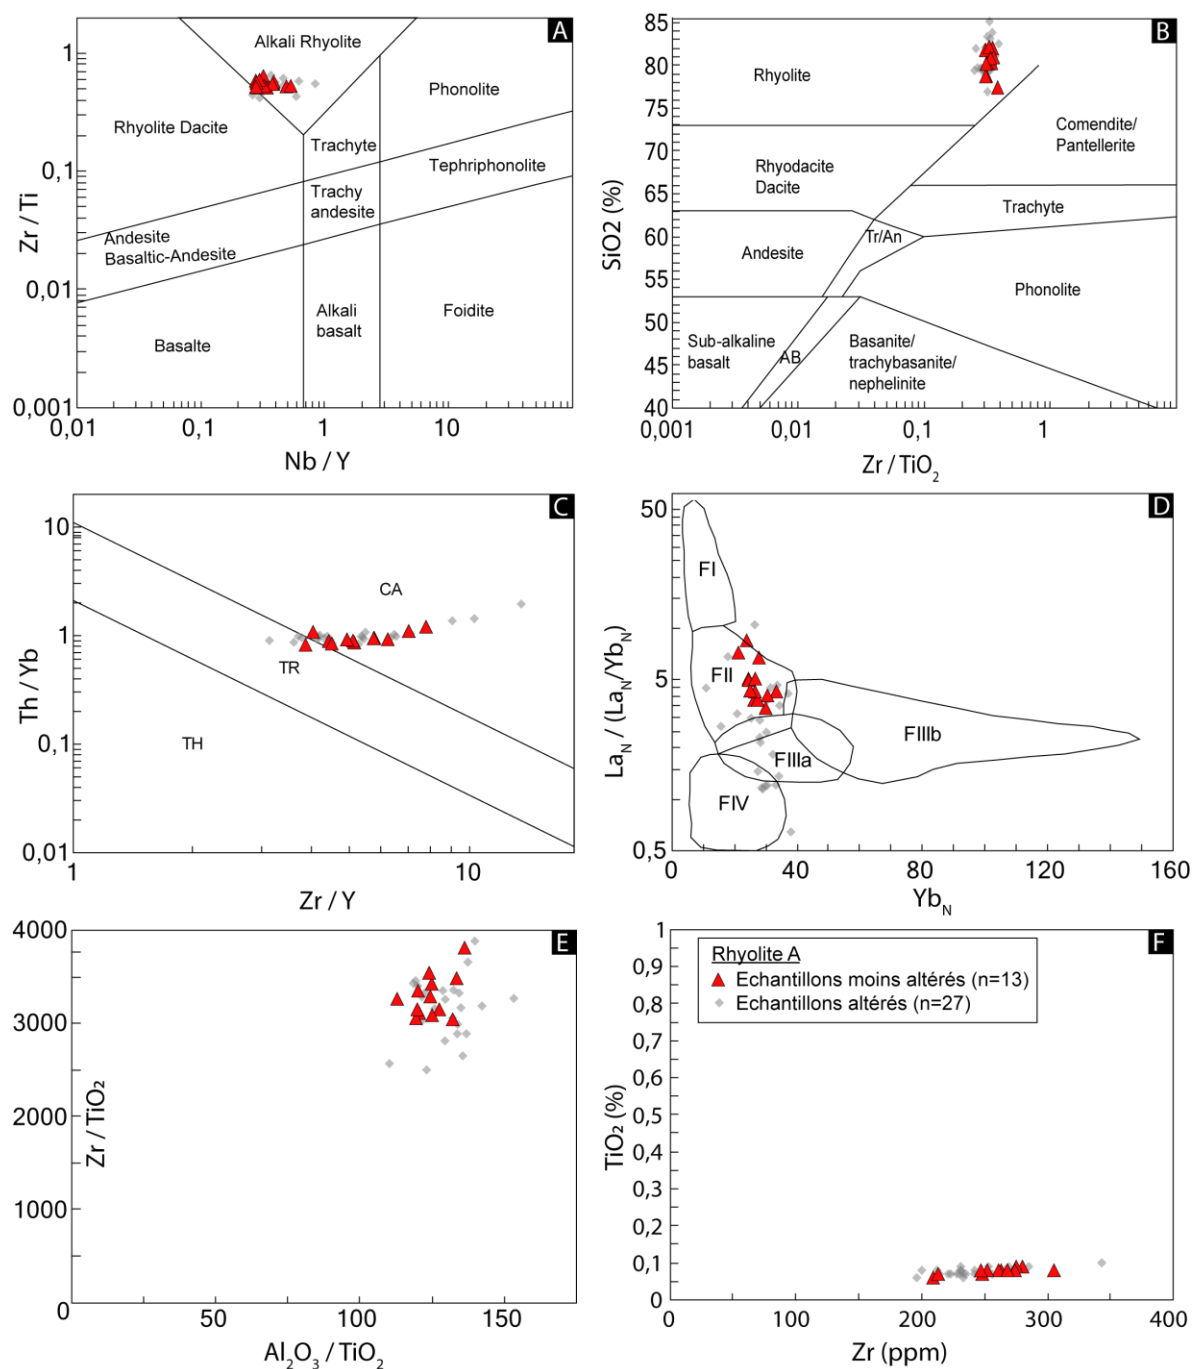 A
1
0,1
0,01
0,001
Zr / Ti
Alkali Rhyolite
Phonolite
Rhyolite Dacite
Trachyte
Tephriphonolite
Trachy
andesite
Andesite
Basaltic-Andesite
Alkali
basalt
Foidite
Basalte
0,01
0,1
1
10
Nb / Y
B
85
80
75
70
65
60
55
50
45
40
SiO2 (%)
Rhyolite
Comendite/
Pantellerite
Rhyodacite
Dacite
Trachyte
Tr/An
Andesite
Phonolite
Sub-alkaline
basalt
AB
Basanite/
trachybasanite/
nephelinite
0,001
0,01
0,1
1
Zr / TiO₂
C
10
1
0,1
0,01
Th / Yb
CA
TR
TH
1
10
Zr / Y
D
50
5
0,5
La_N / (La_N/Yb_N)
FI
FII
FIIIb
FIIIa
FIV
0
40
80
120
160
Yb_N
E
4000
3000
2000
1000
0
Zr / TiO₂
0
50
100
150
Al₂O₃ / TiO₂
F
1
0,9
0,8
0,7
0,6
0,5
0,4
0,3
0,2
0,1
0
TiO₂ (%)
Rhyolite A
Echantillons moins altérés (n=13)
Echantillons altérés (n=27)
0
100
200
300
400
Zr (ppm)